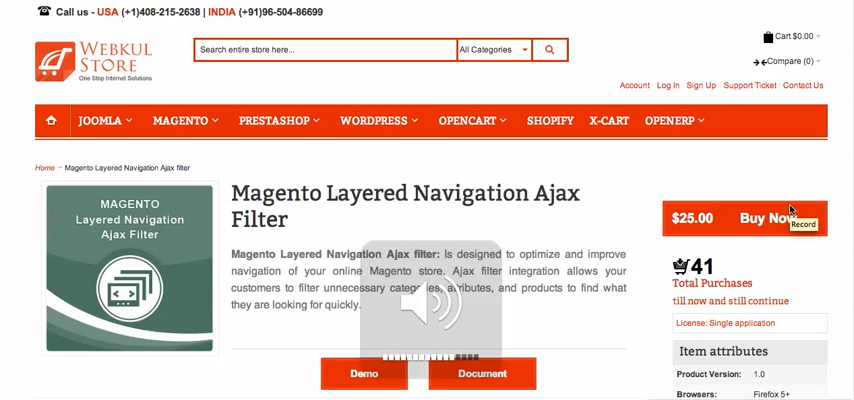 Call us - USA (+1)408-215-2638 | INDIA (+91)96-504-86699
WEBKUL
STORE
One Stop Internet Solutions
Search entire store here...
All Categories
Cart $0.00
Compare (0)
Account Log In Sign Up Support Ticket Contact Us
JOOMLA MAGENTO PRESTASHOP WORDPRESS OPENCART SHOPIFY X-CART OPENERP
Home → Magento Layered Navigation Ajax filter
MAGENTO
Layered Navigation
Ajax Filter
Magento Layered Navigation Ajax
Filter
Magento Layered Navigation Ajax filter: Is designed to optimize and improve
navigation of your online Magento store. Ajax filter integration allows your
customers to filter unnecessary categories, attributes, and products to find what
they are looking for quickly.
Demo
Document
$25.00 Buy Now
Record
41
Total Purchases
till now and still continue
License: Single application
Item attributes
Product Version: 1.0
Browsers: Firefox 5+